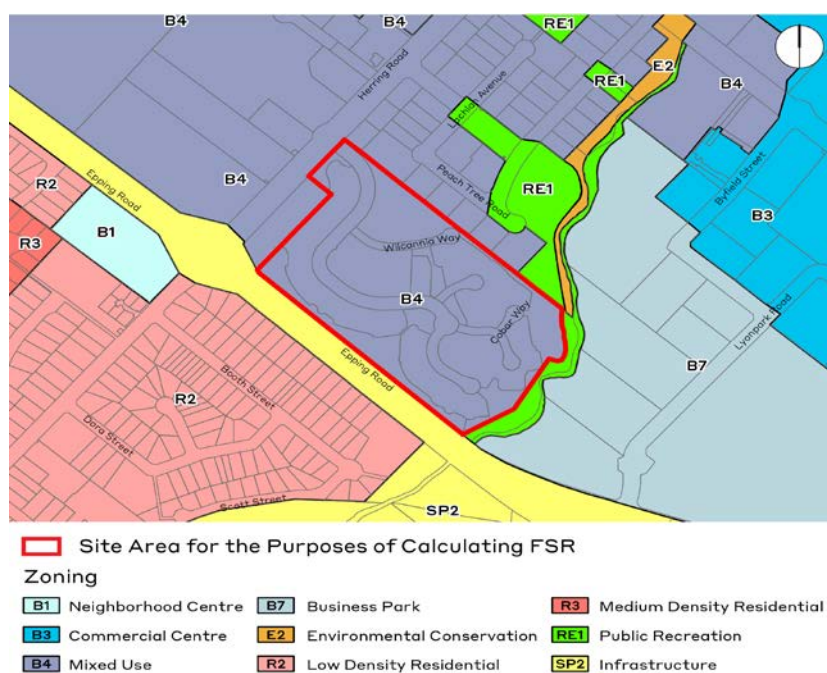 B4
B4
RE1
E2
Herring Road
Lachlan Avenue
RE1
B4
Epping Road
B4
R2
Peach Tree Road
RE1
Byfield Street
B3
B1
R3
Wilcannia Way
B4
Cobar Way
Lyonpark Road
Epping Road
B7
Booth Street
R2
Dora Street
Scott Street
SP2
Site Area for the Purposes of Calculating FSR
Zoning
B1 Neighborhood Centre B7 Business Park R3 Medium Density Residential
B3 Commercial Centre E2 Environmental Conservation RE1 Public Recreation
B4 Mixed Use R2 Low Density Residential SP2 Infrastructure